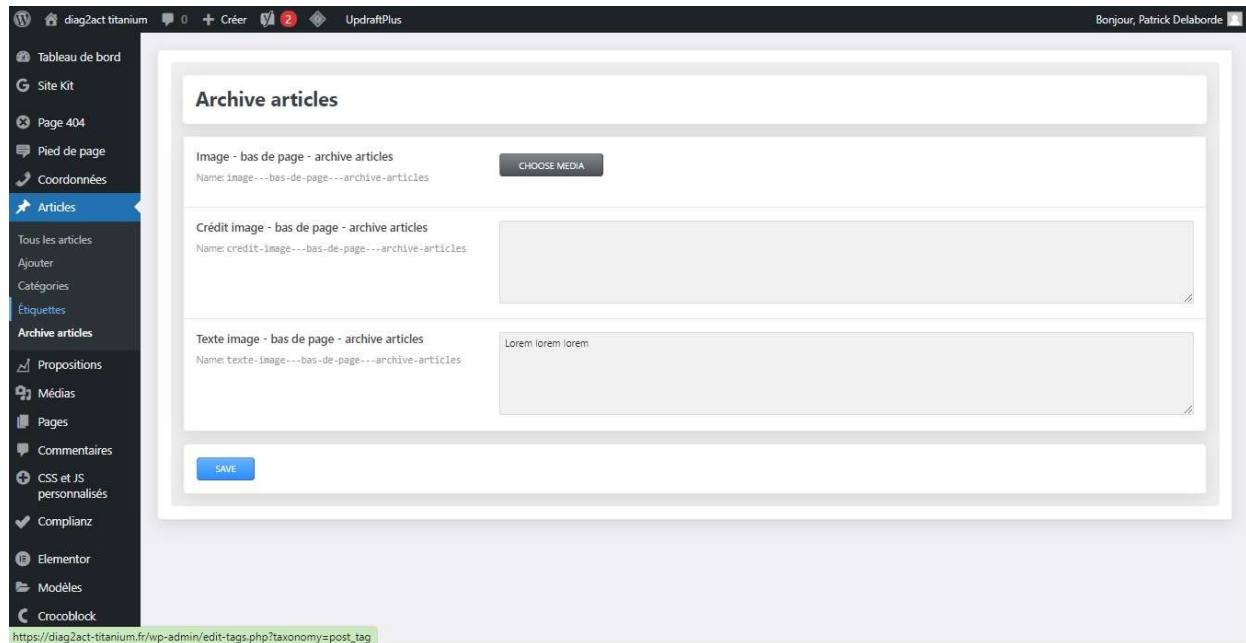 diag2act titanium 0 + Créer 2 UpdraftPlus Bonjour, Patrick Delaborde
Tableau de bord
Site Kit
Page 404
Pied de page
Coordonnées
Articles
Tous les articles
Ajouter
Catégories
Étiquettes
Archive articles
Propositions
Médias
Pages
Commentaires
CSS et JS
personnalisés
Complianz
Elementor
Modèles
Crocoblock
Archive articles
Image - bas de page - archive articles
Name: image---bas-de-page---archive-articles
CHOOSE MEDIA
Crédit image - bas de page - archive articles
Name: credit-image---bas-de-page---archive-articles
Texte image - bas de page - archive articles
Name: texte-image---bas-de-page---archive-articles
Lorem lorem lorem
SAVE
https://diag2act-titanium.fr/wp-admin/edit-tags.php?taxonomy=post_tag